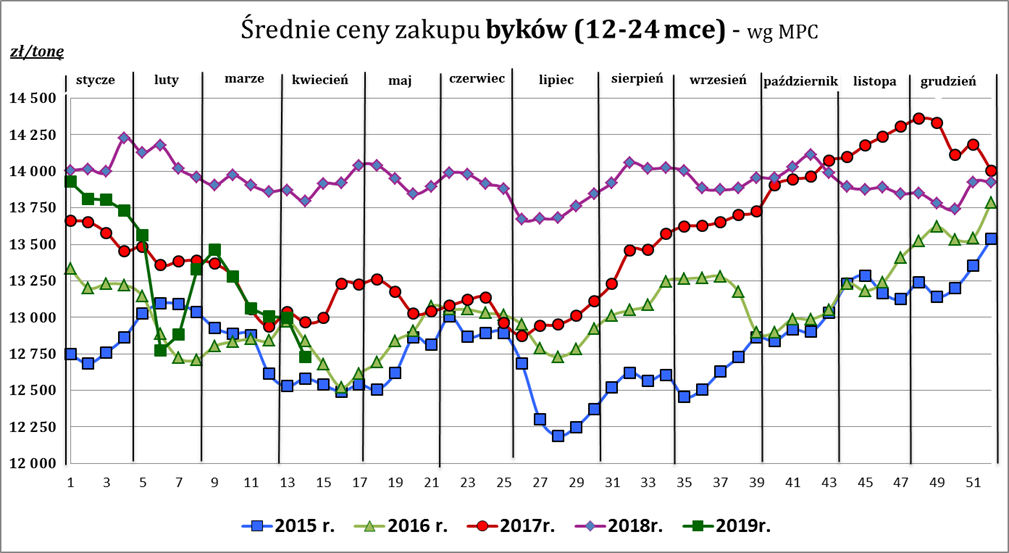 Średnie ceny zakupu byków (12-24 mce) - wg MPC
zł/tonę
stycze luty marze kwiecień maj czerwiec lipiec sierpień wrzesień październik listopa grudzień
14 500
14 250
14 000
13 750
13 500
13 250
13 000
12 750
12 500
12 250
12 000
1 3 5 7 9 11 13 15 17 19 21 23 25 27 29 31 33 35 37 39 41 43 45 47 49 51
2015 r. 2016 r. 2017r. 2018r. 2019r.